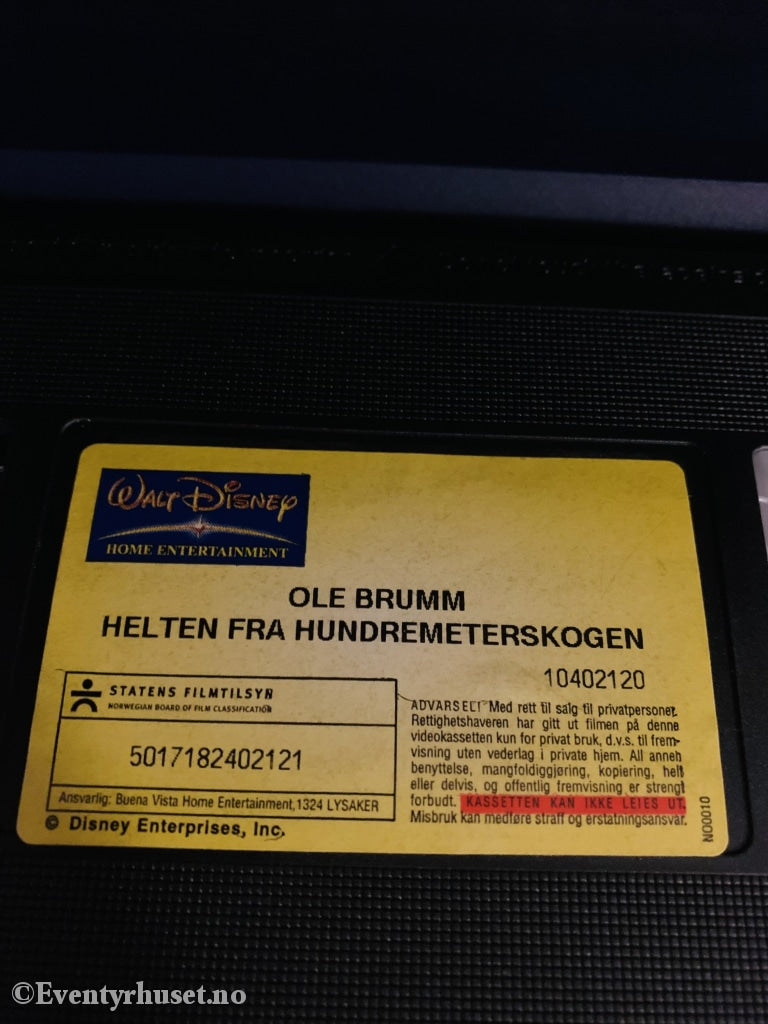 WALT DISNEY
HOME ENTERTAINMENT
OLE BRUMM
HELTEN FRA HUNDREMETERSKOGEN
10402120
STATENS FILMTILSYN
NORWEGIAN BOARD OF FILM CLASSIFICATION
5017182402121
Ansvarlig: Buena Vista Home Entertainment, 1324 LYSAKER
© Disney Enterprises, Inc.
ADVARSEL! Med rett til salg til privatpersoner.
Rettighetshaveren har gitt ut filmen på denne
videokassetten kun for privat bruk, d.v.s. til frem-
visning uten vederlag i private hjem. All anneh
benyttelse, mangfoldiggjøring, kopiering, helt
eller delvis, og offentlig fremvisning er strengt
forbudt. KASSETTEN KAN IKKE LEIES UT.
Misbruk kan medføre straff og erstatningsansvar.
NO0010
©Eventyrhuset.no